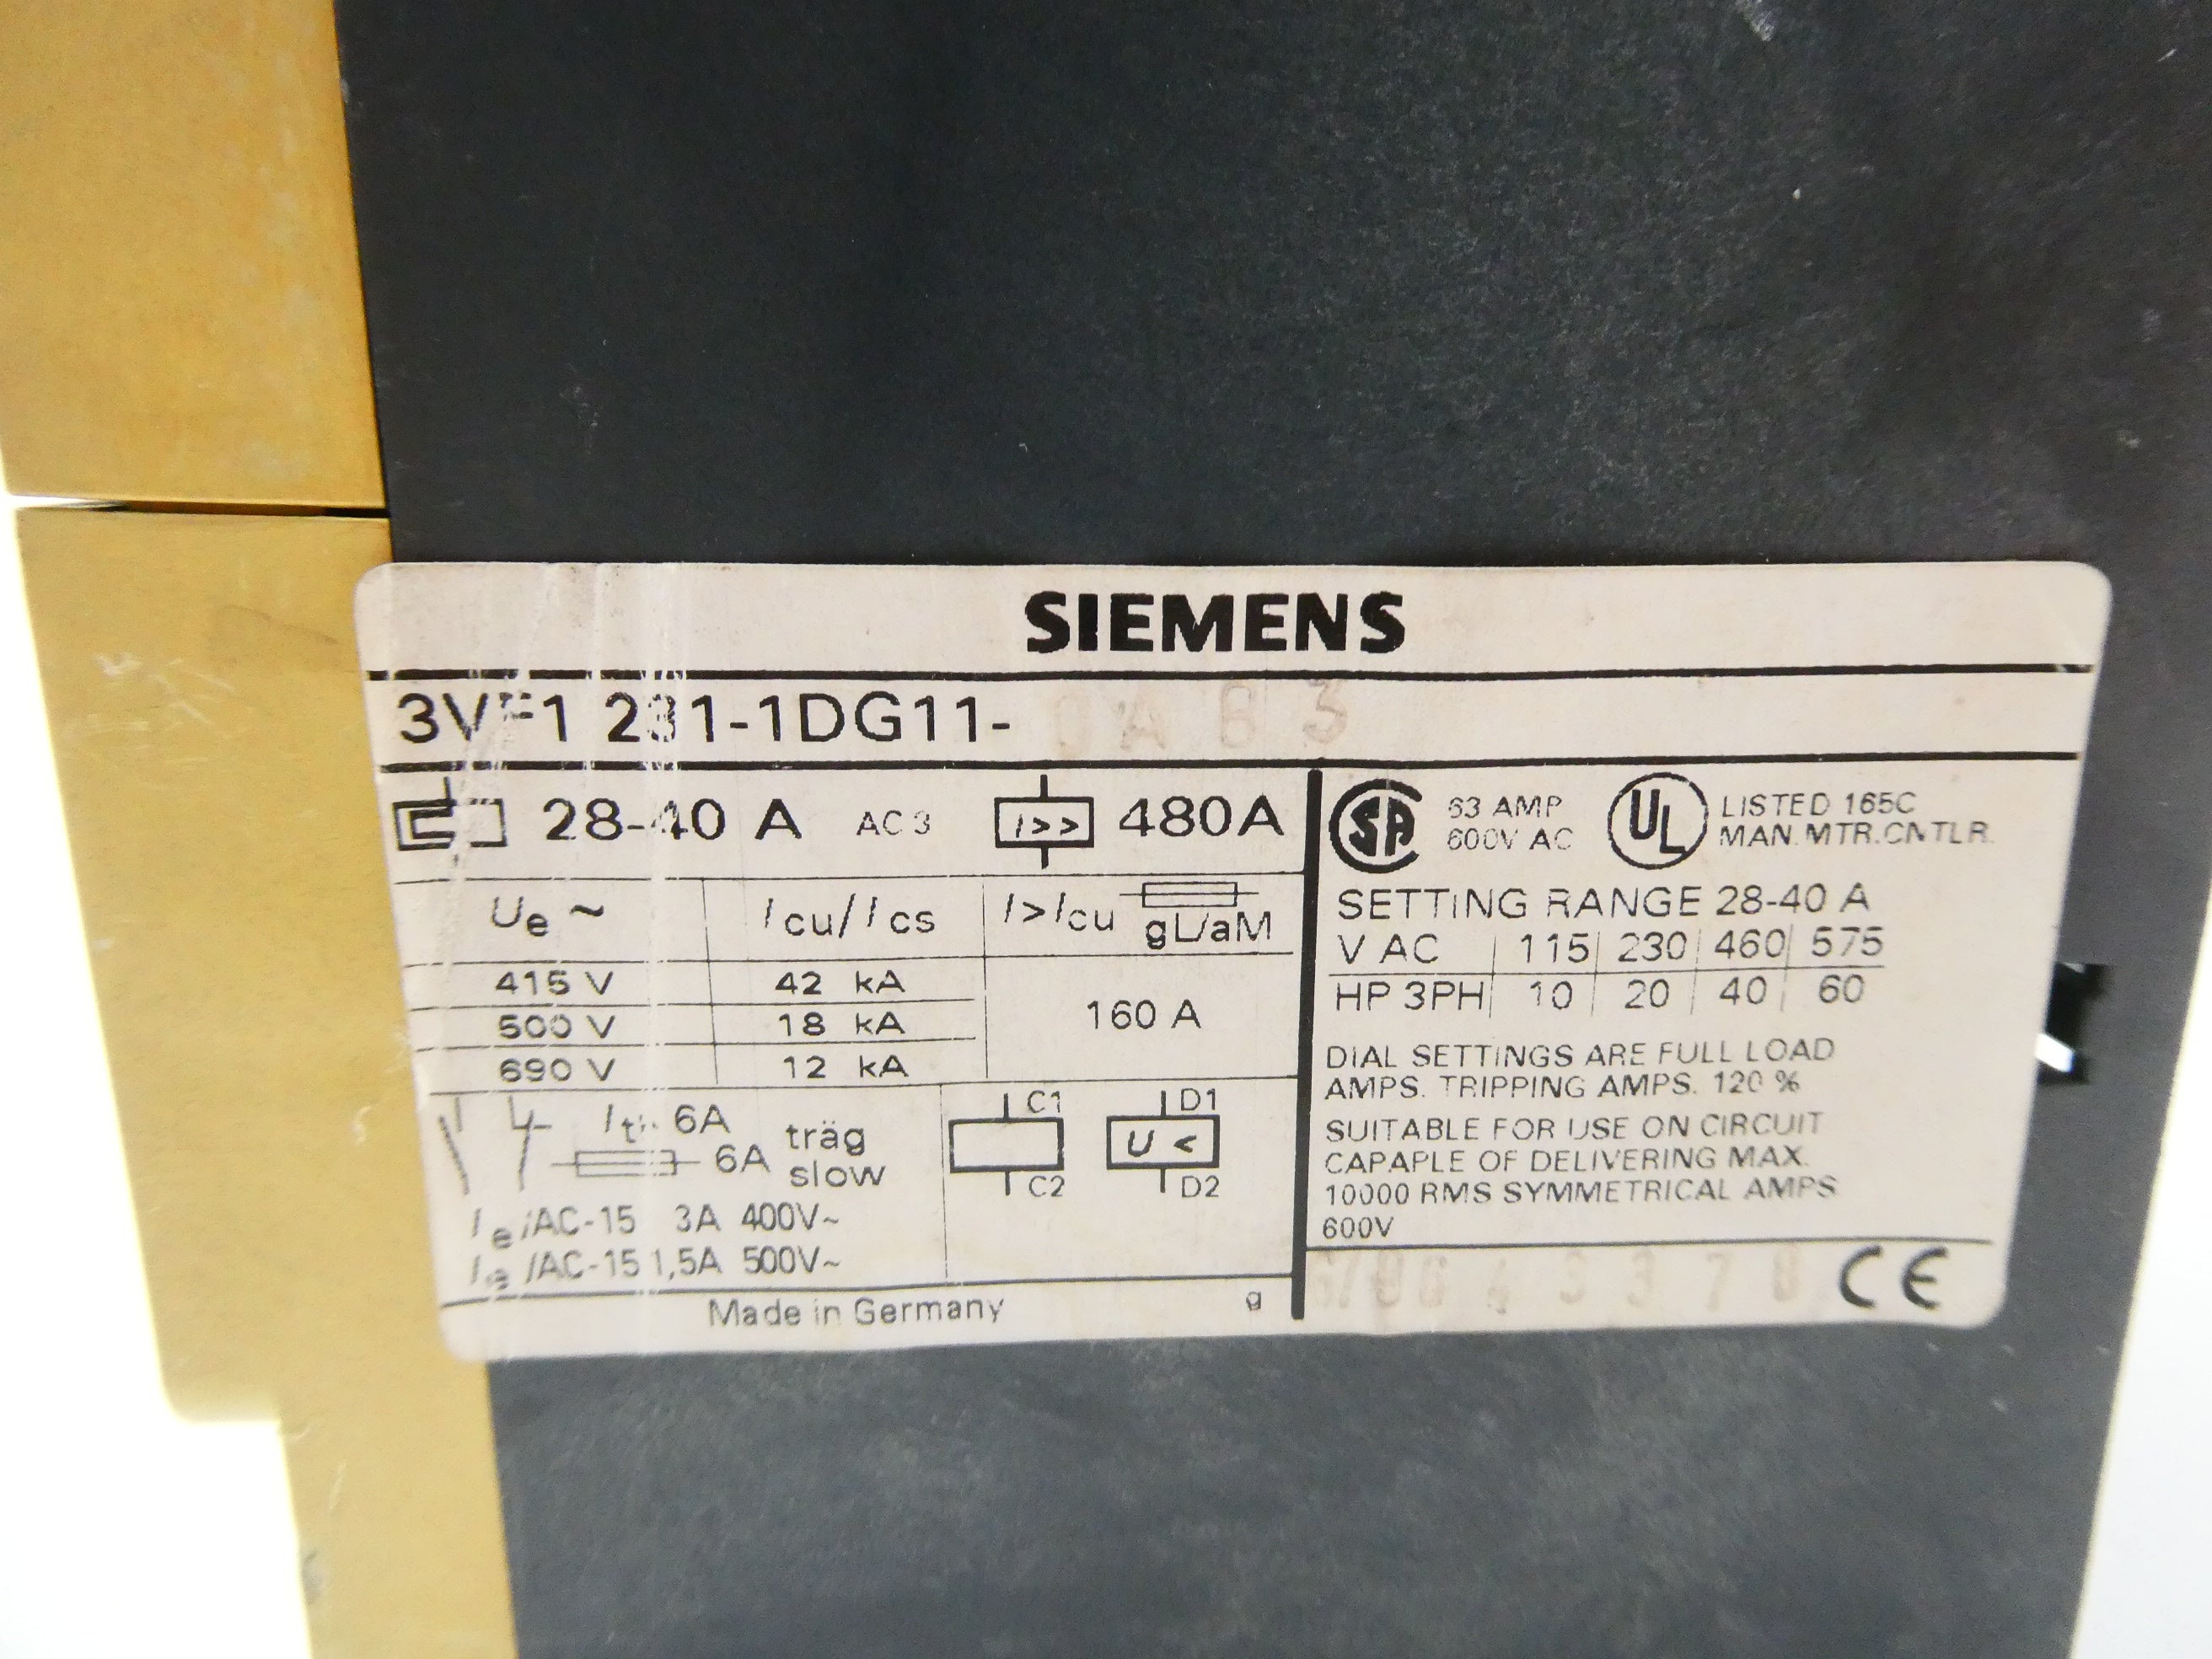 SIEMENS
3VF1 231-1DG11-
28-40 A AC 3 I>> 480A
Ue ~ Icu/Ics I>Icu gL/aM
415 V 42 kA
500 V 18 kA
160 A
690 V 12 kA
Ith 6A träg
6A slow
Ie/AC-15 3A 400V~
Ie/AC-15 1,5A 500V~
C1 D1
U <
C2 D2
Made in Germany g
SA 63 AMP
600V AC
UL LISTED 165C
MAN.MTR.CNTLR.
SETTING RANGE 28-40 A
V AC 115 230 460 575
HP 3PH 10 20 40 60
DIAL SETTINGS ARE FULL LOAD
AMPS. TRIPPING AMPS. 120 %
SUITABLE FOR USE ON CIRCUIT
CAPAPLE OF DELIVERING MAX.
10000 RMS SYMMETRICAL AMPS
600V
CE